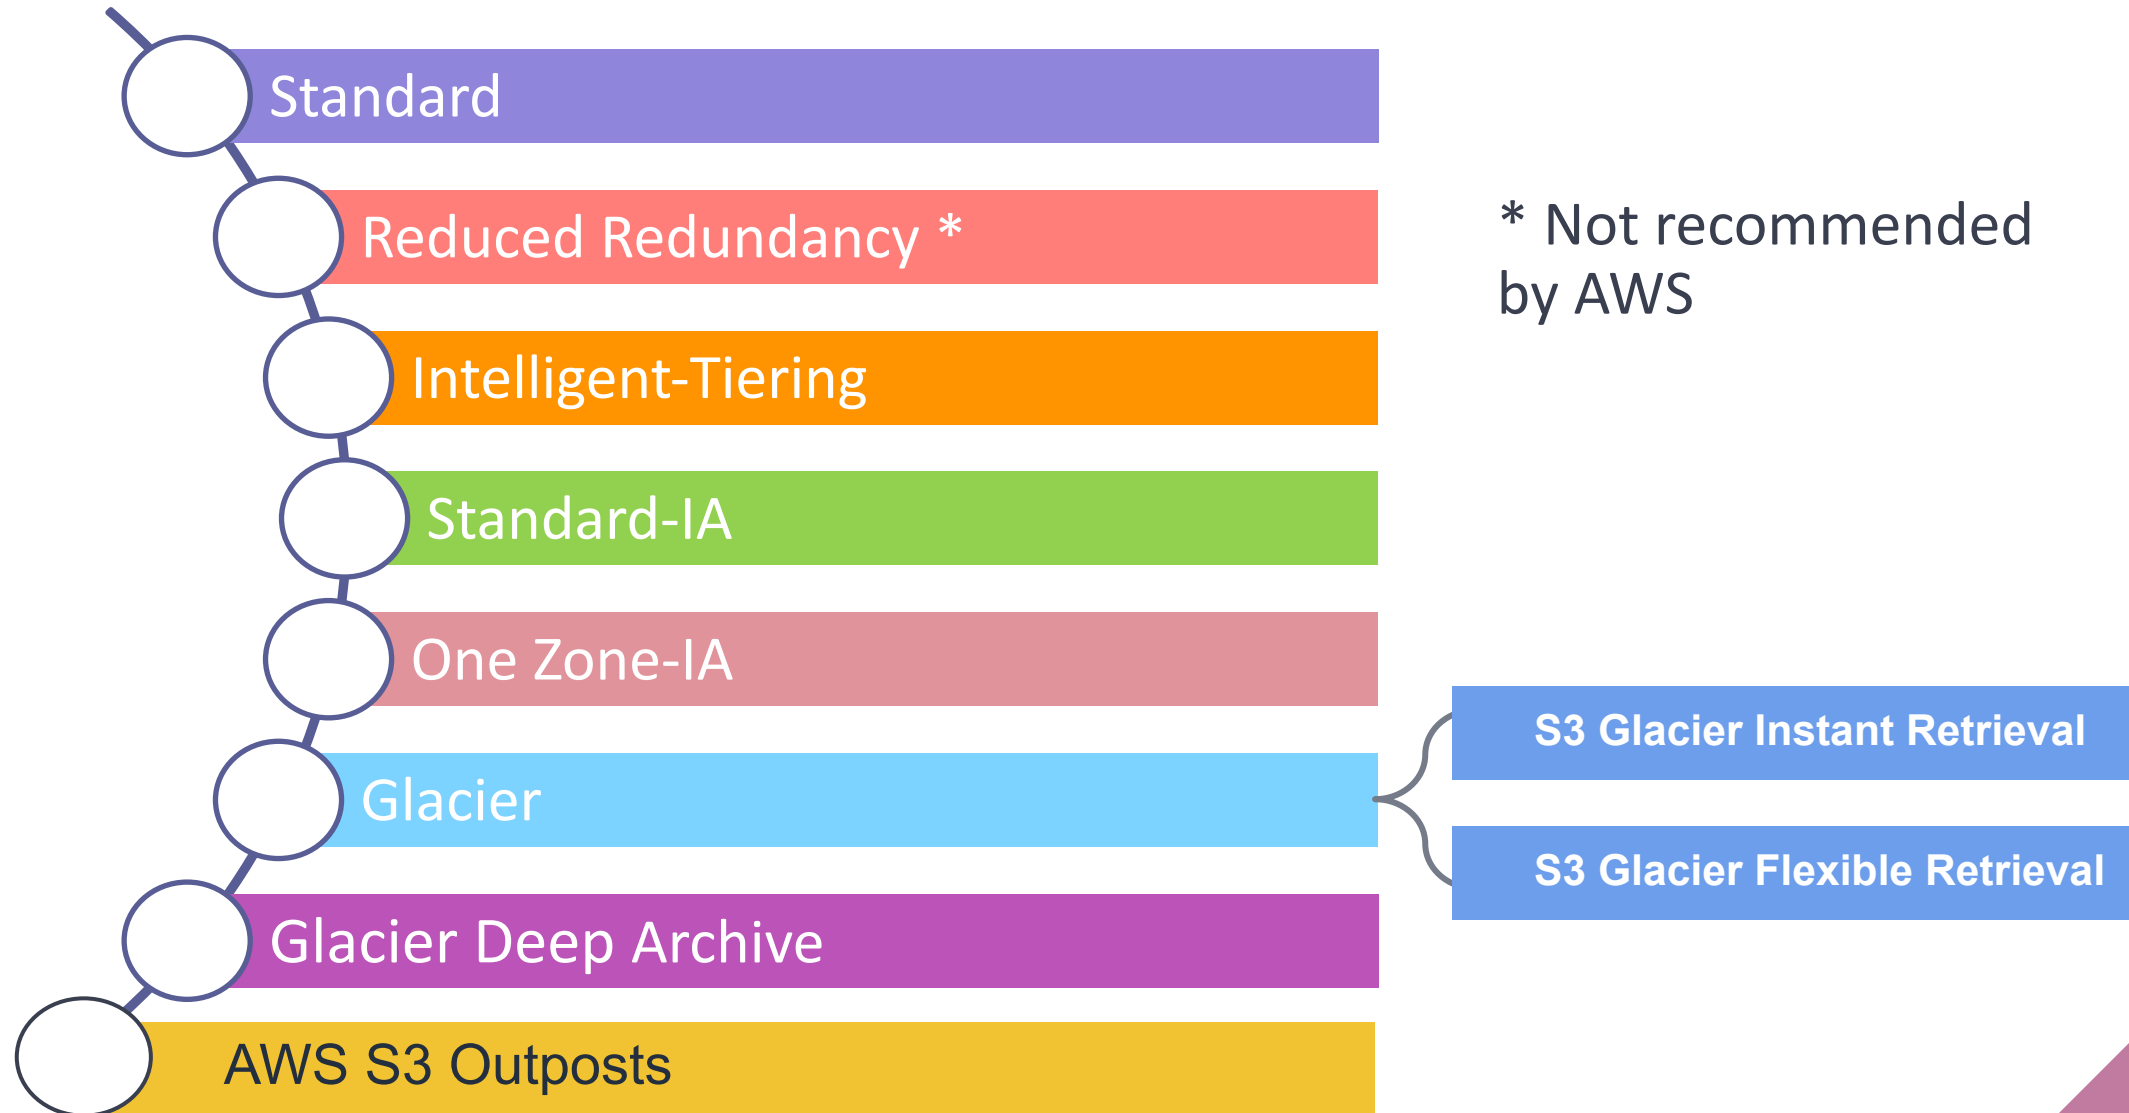 Standard
Reduced Redundancy *
* Not recommended
by AWS
Intelligent-Tiering
Standard-IA
One Zone-IA
Glacier
S3 Glacier Instant Retrieval
S3 Glacier Flexible Retrieval
Glacier Deep Archive
AWS S3 Outposts